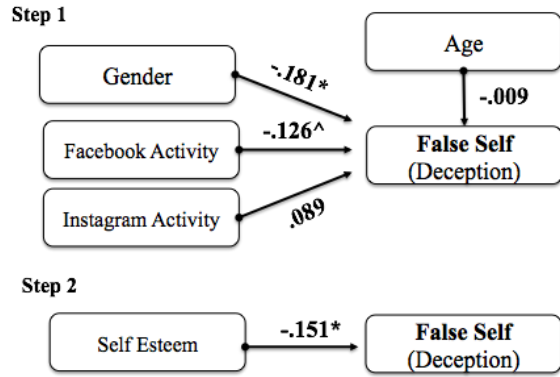 Step 1
Gender
-.181*
Age
-.009
Facebook Activity
-.126^
False Self
(Deception)
Instagram Activity
.089
Step 2
Self Esteem
-.151*
False Self
(Deception)